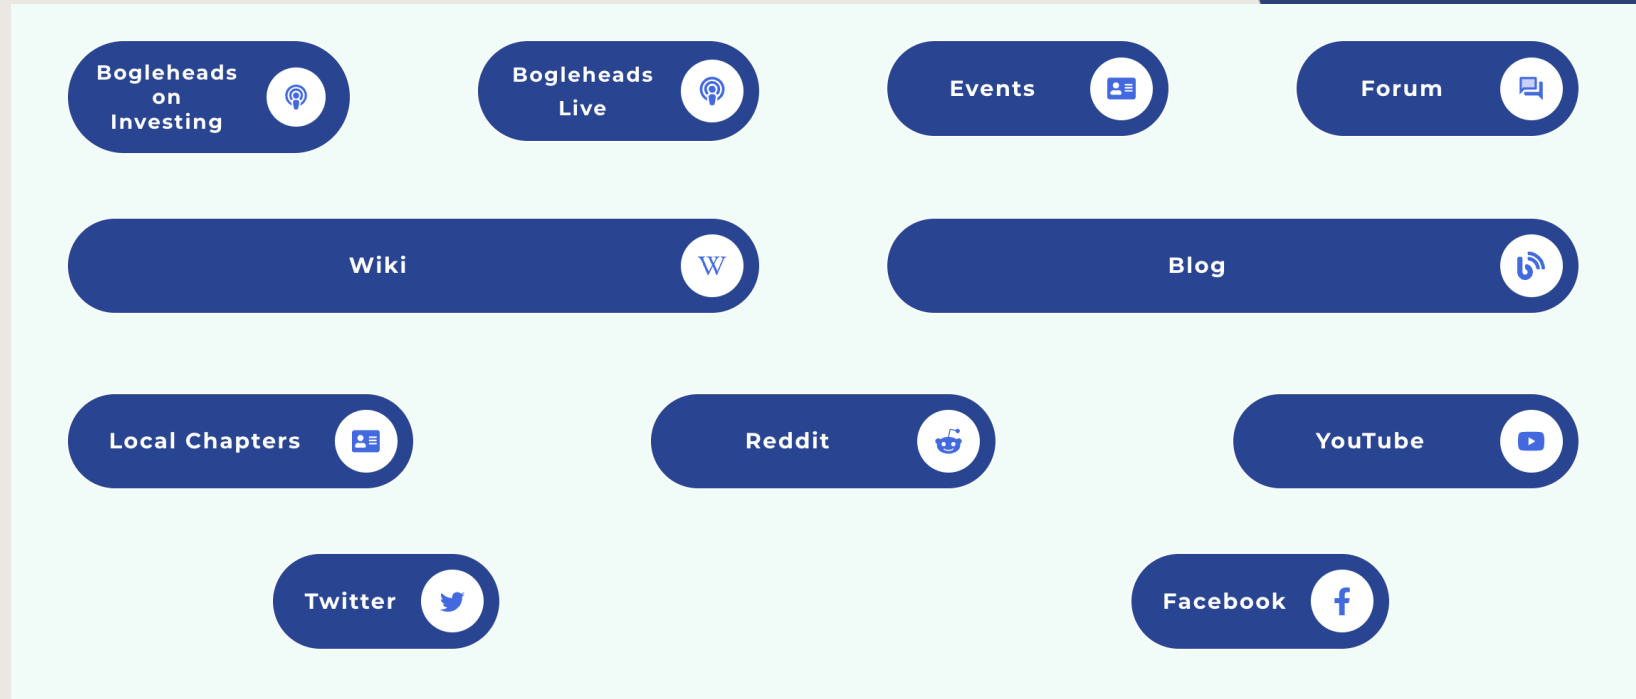 Bogleheads
on
Investing
Bogleheads
Live
Events
Forum
Wiki
W
Blog
Local Chapters
Reddit
YouTube
Twitter
Facebook